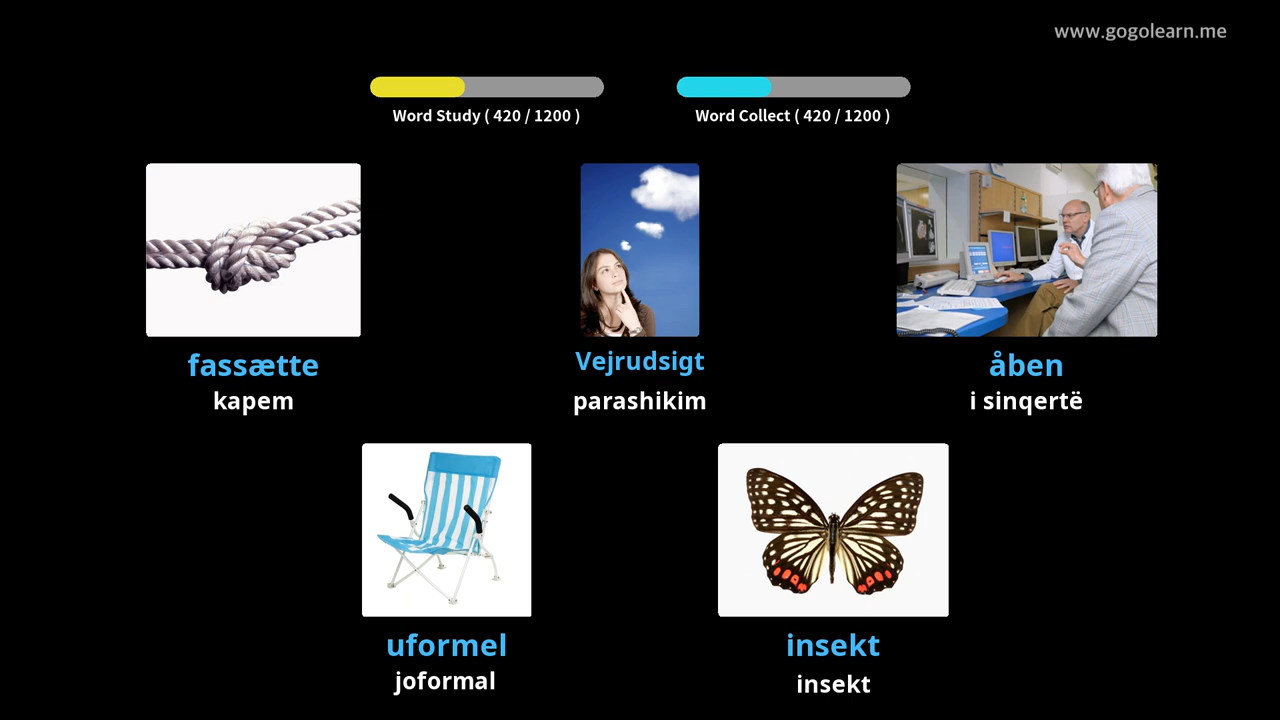 www.gogolearn.me
Word Study ( 420 / 1200 )
Word Collect ( 420 / 1200 )
fassætte
kapem
Vejrudsigt
parashikim
åben
i sinqertë
uformel
joformal
insekt
insekt